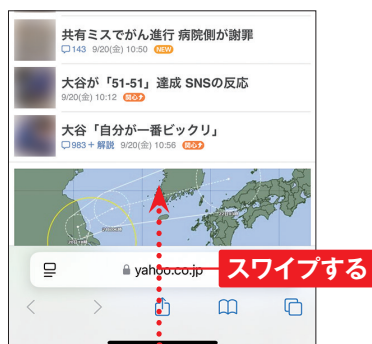 共有ミスでがん進行 病院側が謝罪
143 9/20(金) 10:50 NEW
大谷が「51-51」達成 SNSの反応
9/20(金) 10:12 関心
大谷「自分が一番ビックリ」
983+ 解説 9/20(金) 10:56 関心
yahoo.co.jp
スワイプする